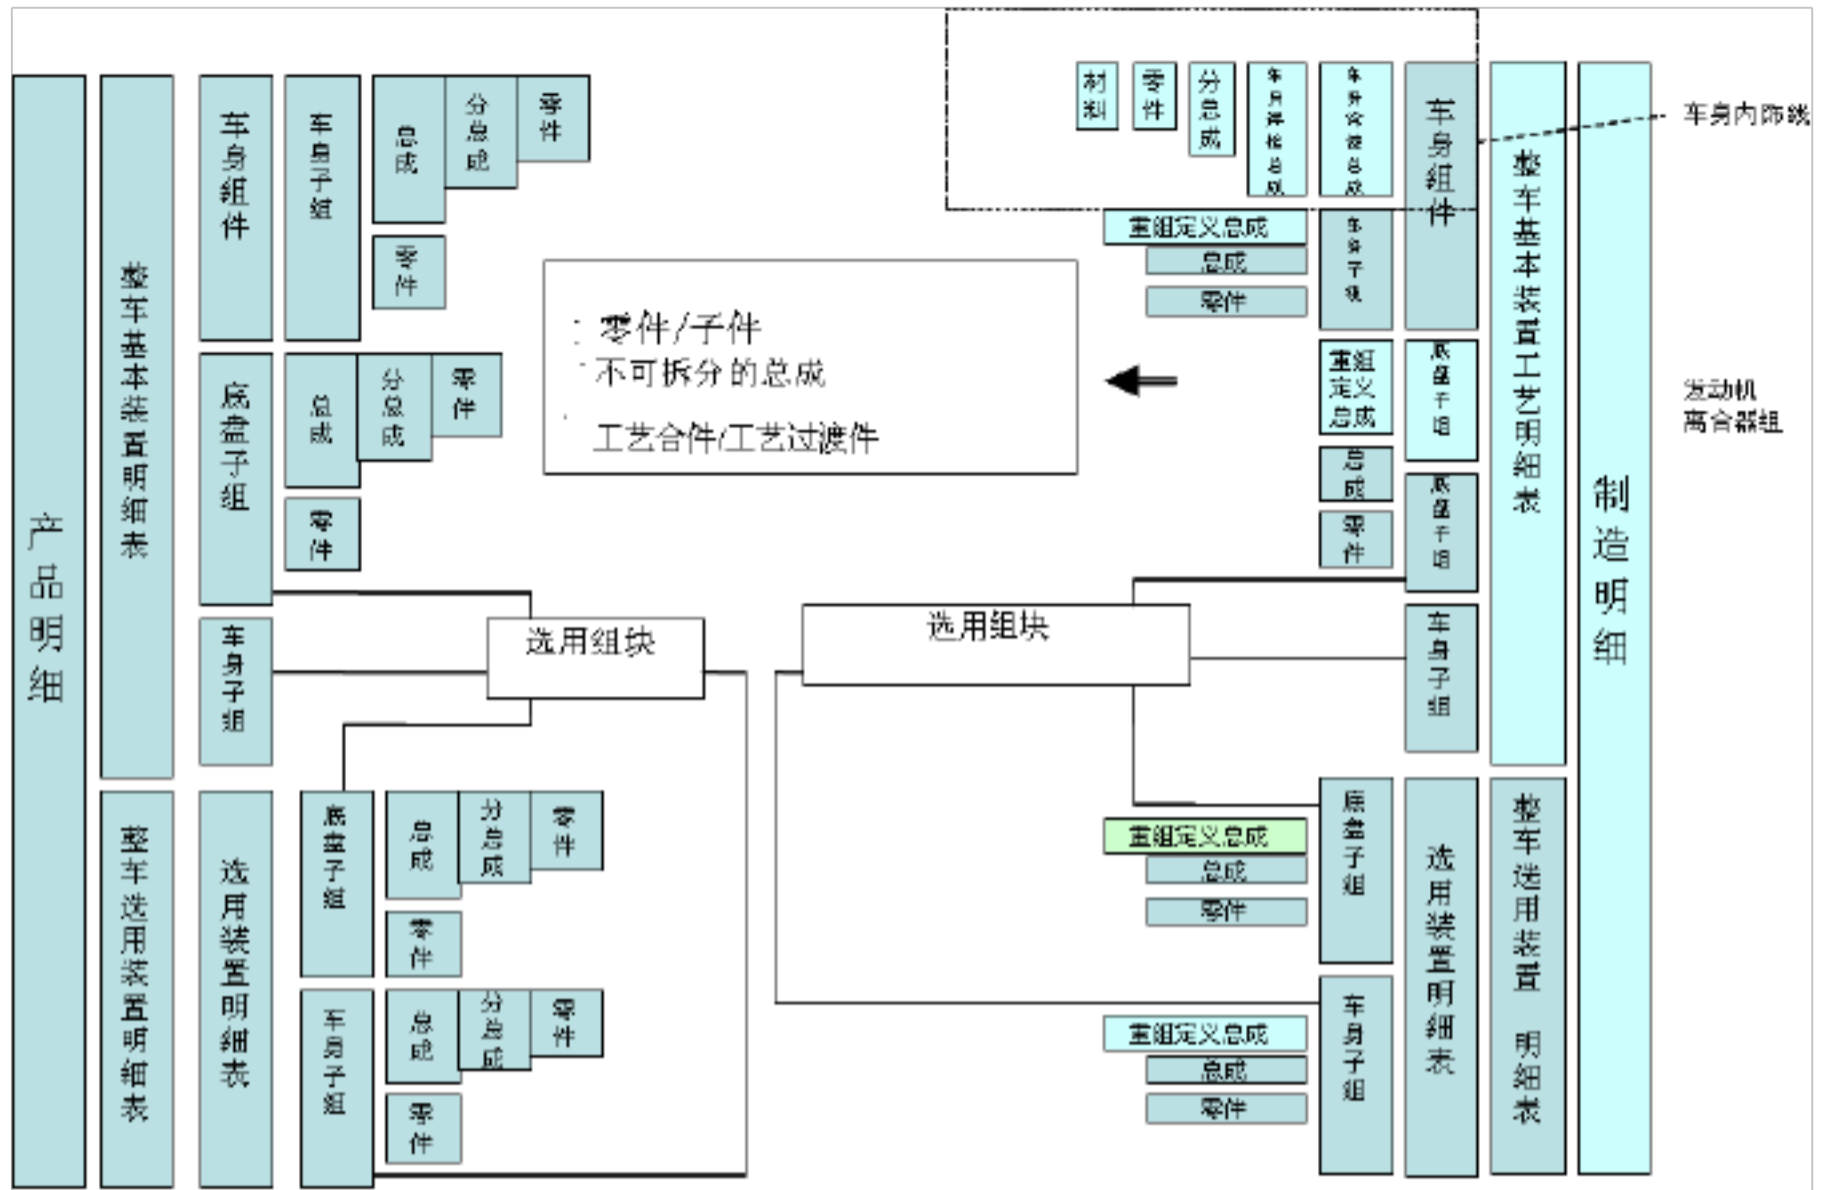 产品明细
整车基本装置明细表
车身组件
车身子组
总成
分总成
零件
零件
底盘子组
总成
分总成
零件
零件
车身子组
选用组块
整车选用装置明细表
选用装置明细表
底盘子组
总成
分总成
零件
零件
车身子组
总成
分总成
零件
零件
零件/子件
不可拆分的总成
工艺合件/工艺过渡件
材料
零件
分总成
车身组件
整车基本装置工艺明细表
制造明细
车身内饰线
重组定义总成
总成
零件
重组定义总成
底盘子组
总成
零件
底盘子组
发动机
离合器组
选用组块
车身子组
底盘子组
重组定义总成
总成
零件
车身子组
重组定义总成
总成
零件
选用装置明细表
整车选用装置 明细表